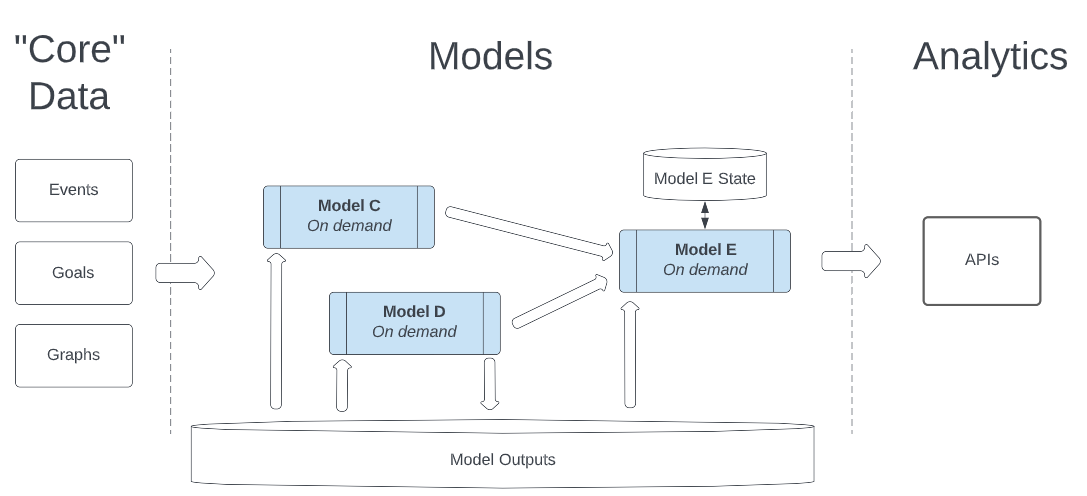 "Core"
Data
Models
Analytics
Events
Goals
Graphs
Model C
On demand
Model D
On demand
Model E State
Model E
On demand
APIs
Model Outputs